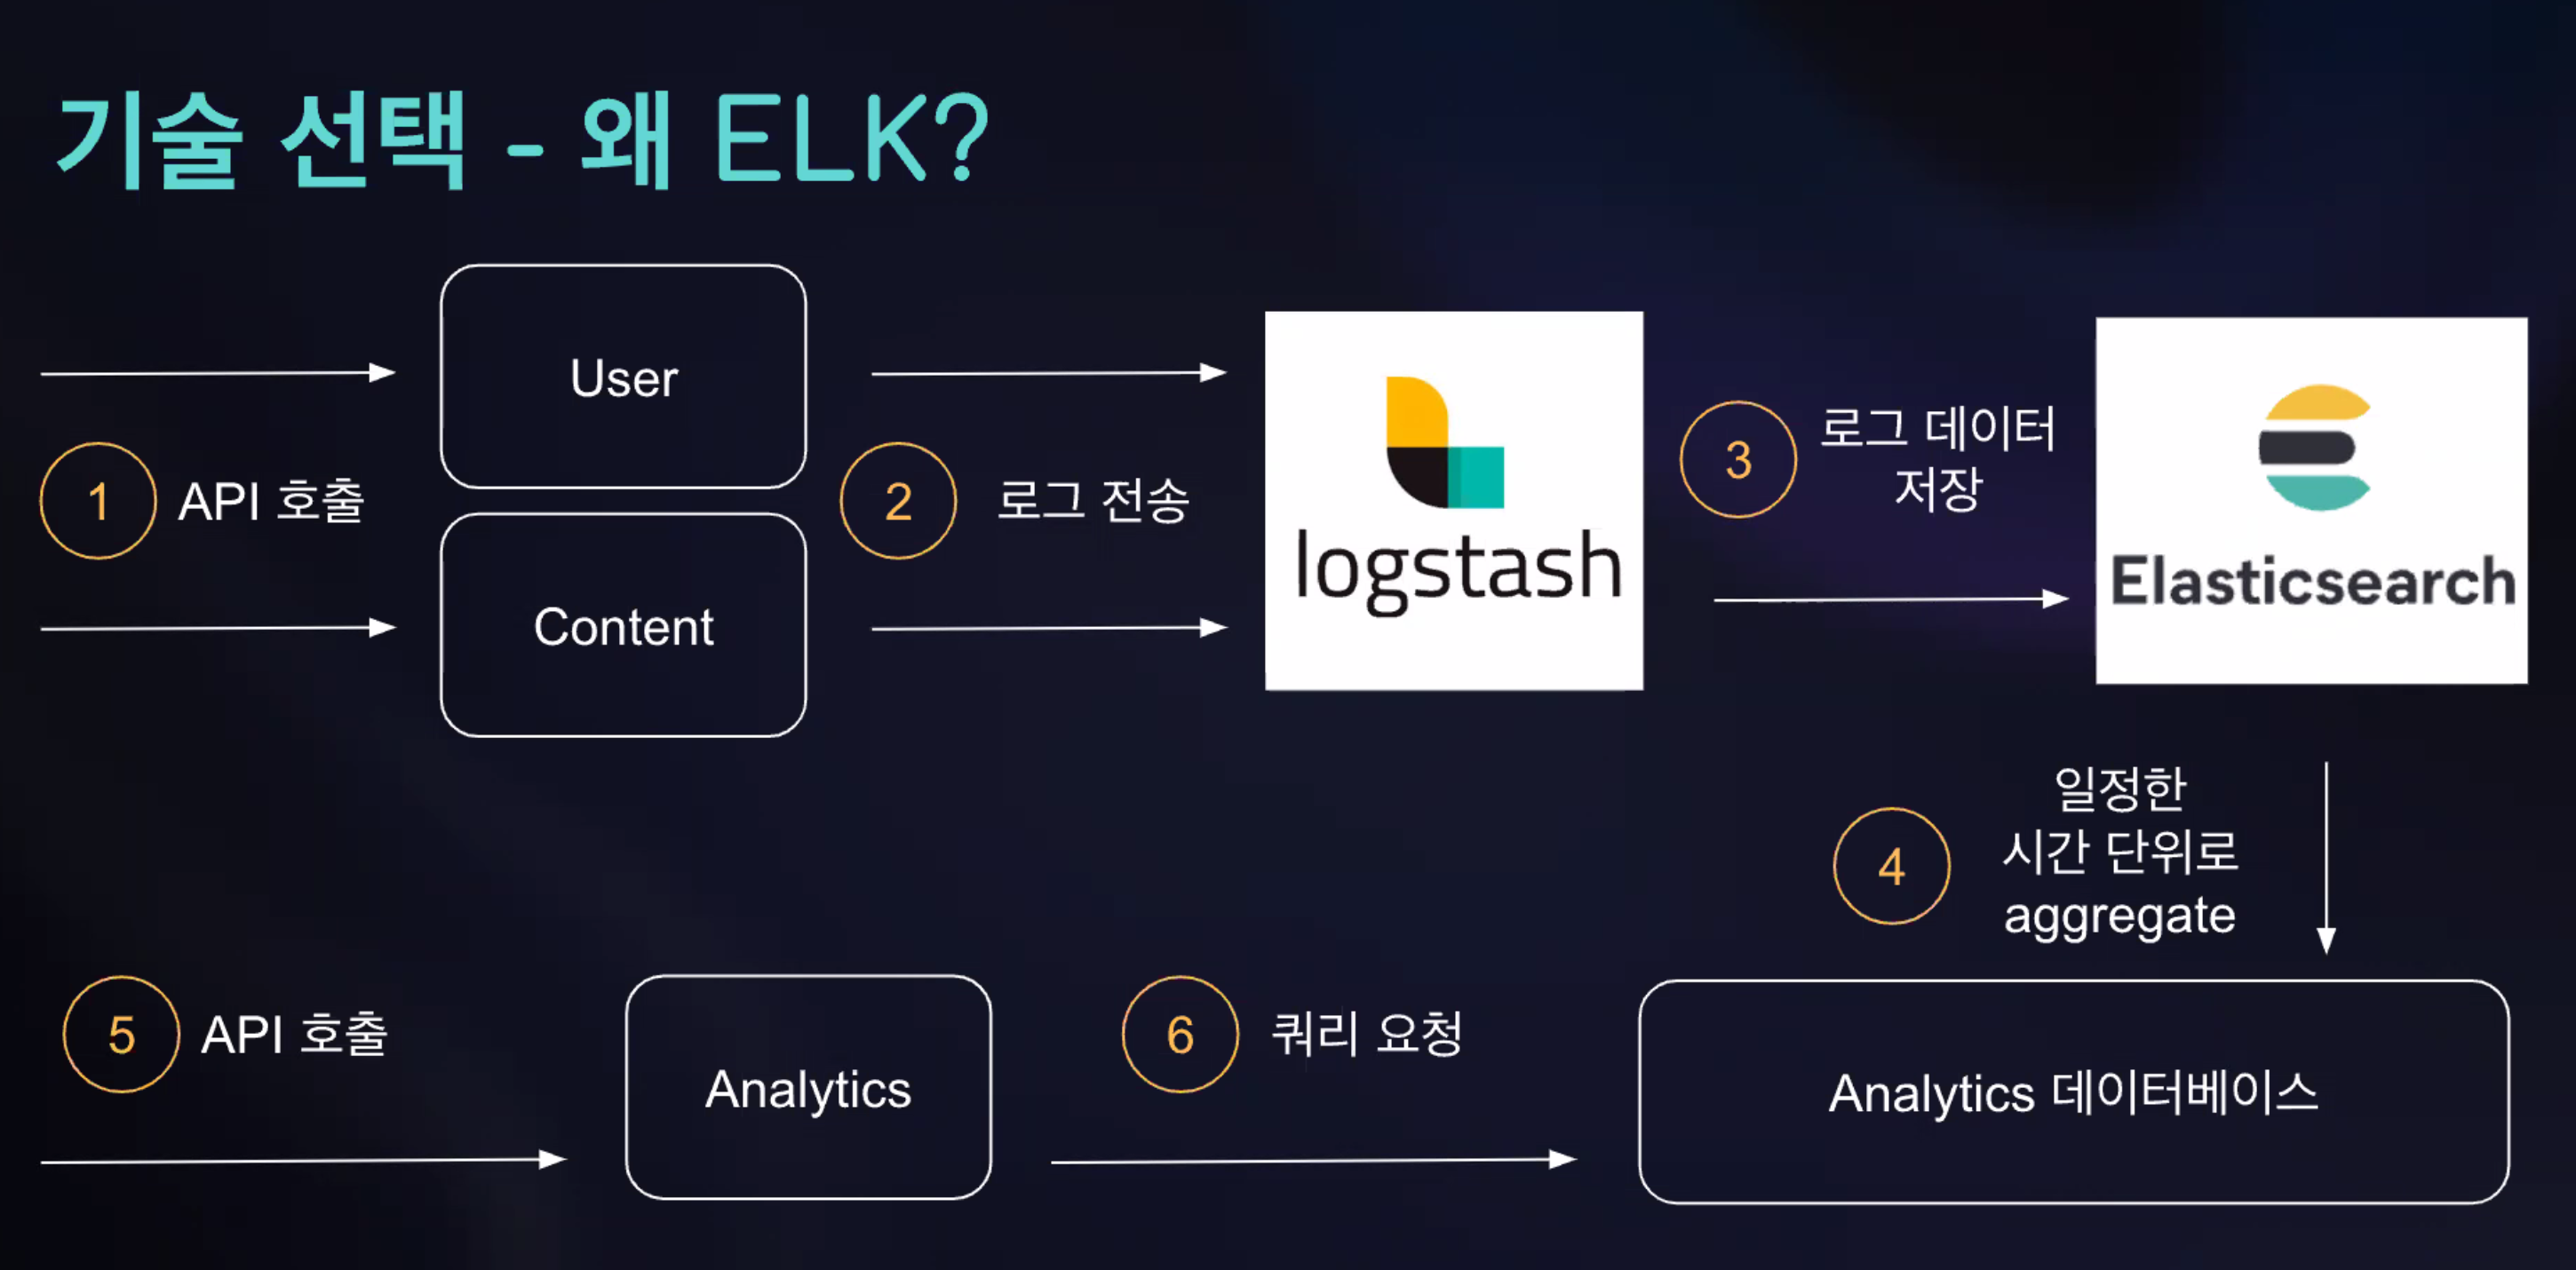 기술 선택 - 왜 ELK?
User
1 API 호출
Content
2 로그 전송
logstash
3 로그 데이터
저장
Elasticsearch
4 일정한
시간 단위로
aggregate
5 API 호출
Analytics
6 쿼리 요청
Analytics 데이터베이스